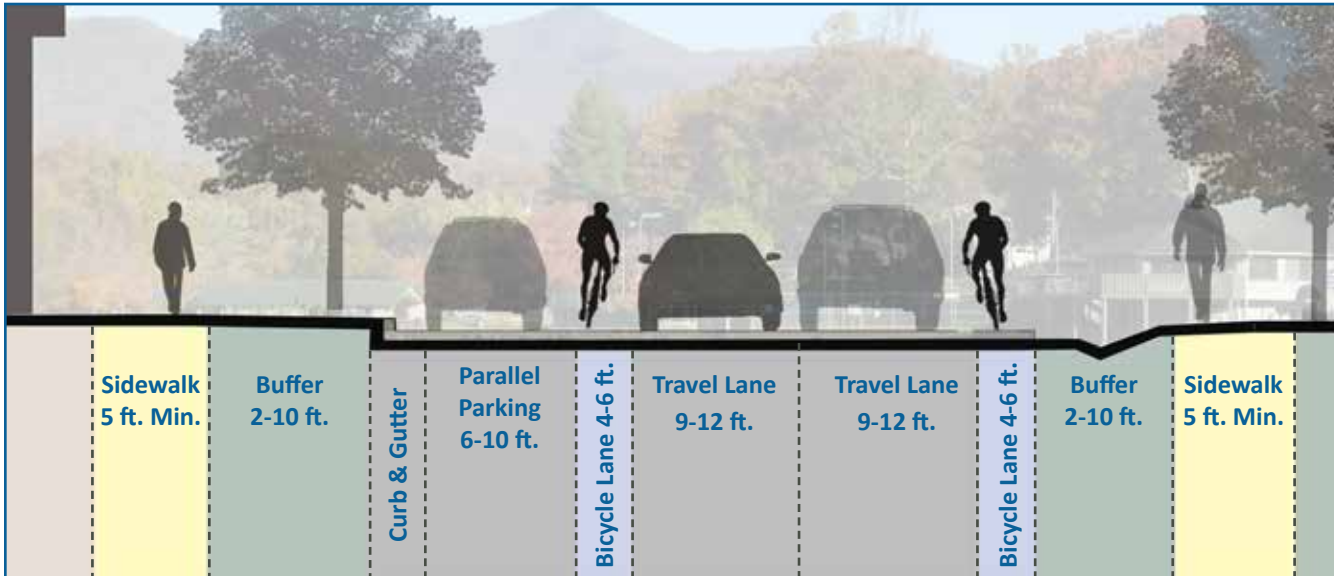 Sidewalk
5 ft. Min.
Buffer
2-10 ft.
Curb & Gutter
Parallel
Parking
6-10 ft.
Bicycle Lane 4-6 ft.
Travel Lane
9-12 ft.
Travel Lane
9-12 ft.
Bicycle Lane 4-6 ft.
Buffer
2-10 ft.
Sidewalk
5 ft. Min.